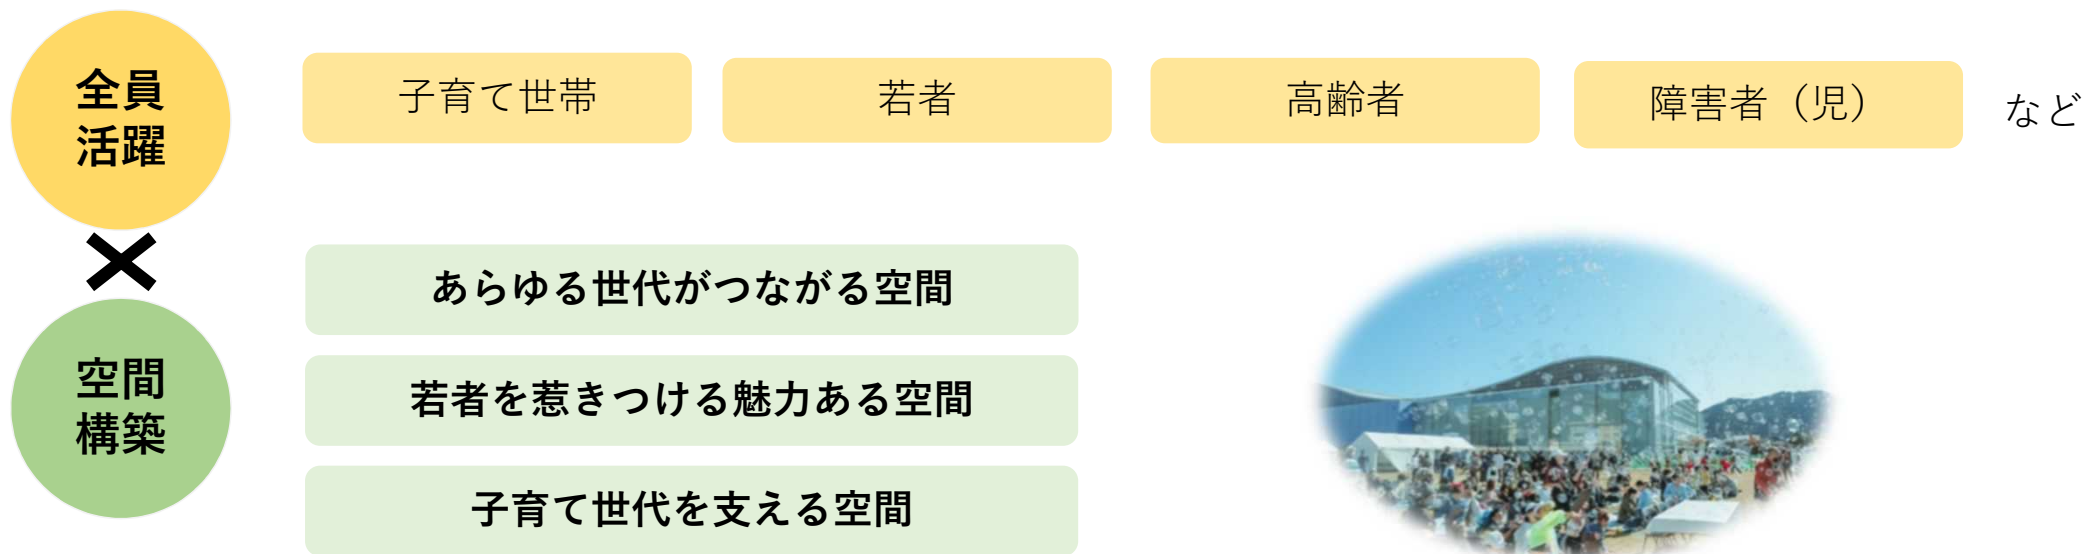 全員
活躍
子育て世帯
若者
高齢者
障害者（児）
など
空間
構築
あらゆる世代がつながる空間
若者を惹きつける魅力ある空間
子育て世代を支える空間